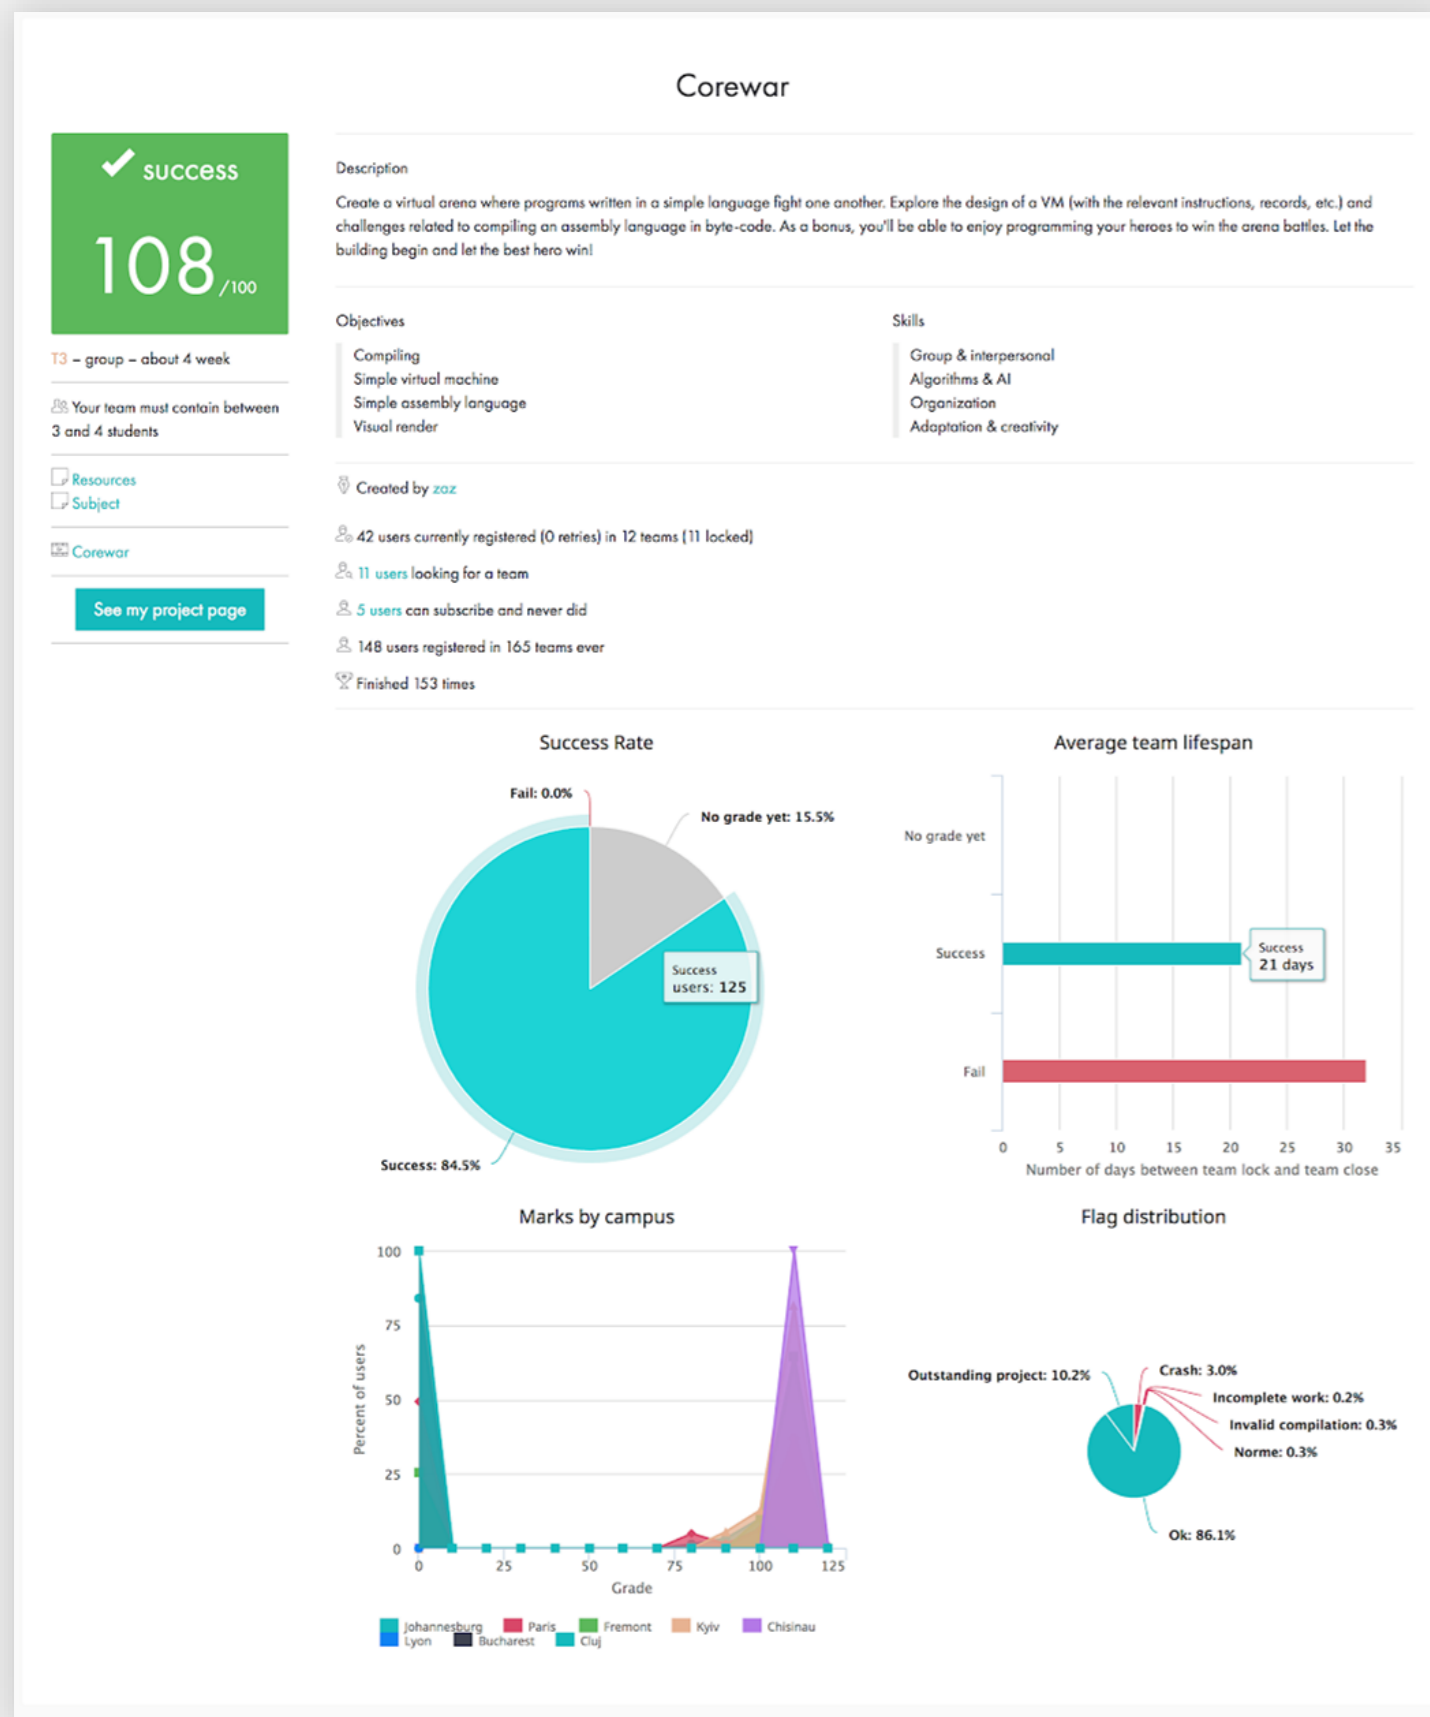 Corewar
success
108/100
T3 – group – about 4 week
Your team must contain between
3 and 4 students
Resources
Subject
Corewar
See my project page
Description
Create a virtual arena where programs written in a simple language fight one another. Explore the design of a VM (with the relevant instructions, records, etc.) and
challenges related to compiling an assembly language in byte-code. As a bonus, you'll be able to enjoy programming your heroes to win the arena battles. Let the
building begin and let the best hero win!
Objectives
Compiling
Simple virtual machine
Simple assembly language
Visual render
Skills
Group & interpersonal
Algorithms & AI
Organization
Adaptation & creativity
Created by zaz
42 users currently registered (0 retries) in 12 teams (11 locked)
11 users looking for a team
5 users can subscribe and never did
148 users registered in 165 teams ever
Finished 153 times
Success Rate
Fail: 0.0%
No grade yet: 15.5%
Success
users: 125
Success: 84.5%
Average team lifespan
No grade yet
Success
Success
21 days
Fail
0 5 10 15 20 25 30 35
Number of days between team lock and team close
Marks by campus
100
75
50
25
0
Percent of users
0 25 50 75 100 125
Grade
Johannesburg Paris Fremont Kyiv Chisinau
Lyon Bucharest Cluj
Flag distribution
Outstanding project: 10.2%
Crash: 3.0%
Incomplete work: 0.2%
Invalid compilation: 0.3%
Norme: 0.3%
Ok: 86.1%